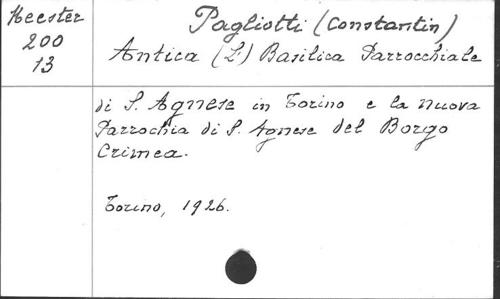 Heester
200
13
Pagliotti (Constantin)
Antica (L') Basilica Parrocchiale
di S. Agnese in Torino e la nuova
Parrochia di S. Agnese del Borgo
Crimea.
Torino, 1926.